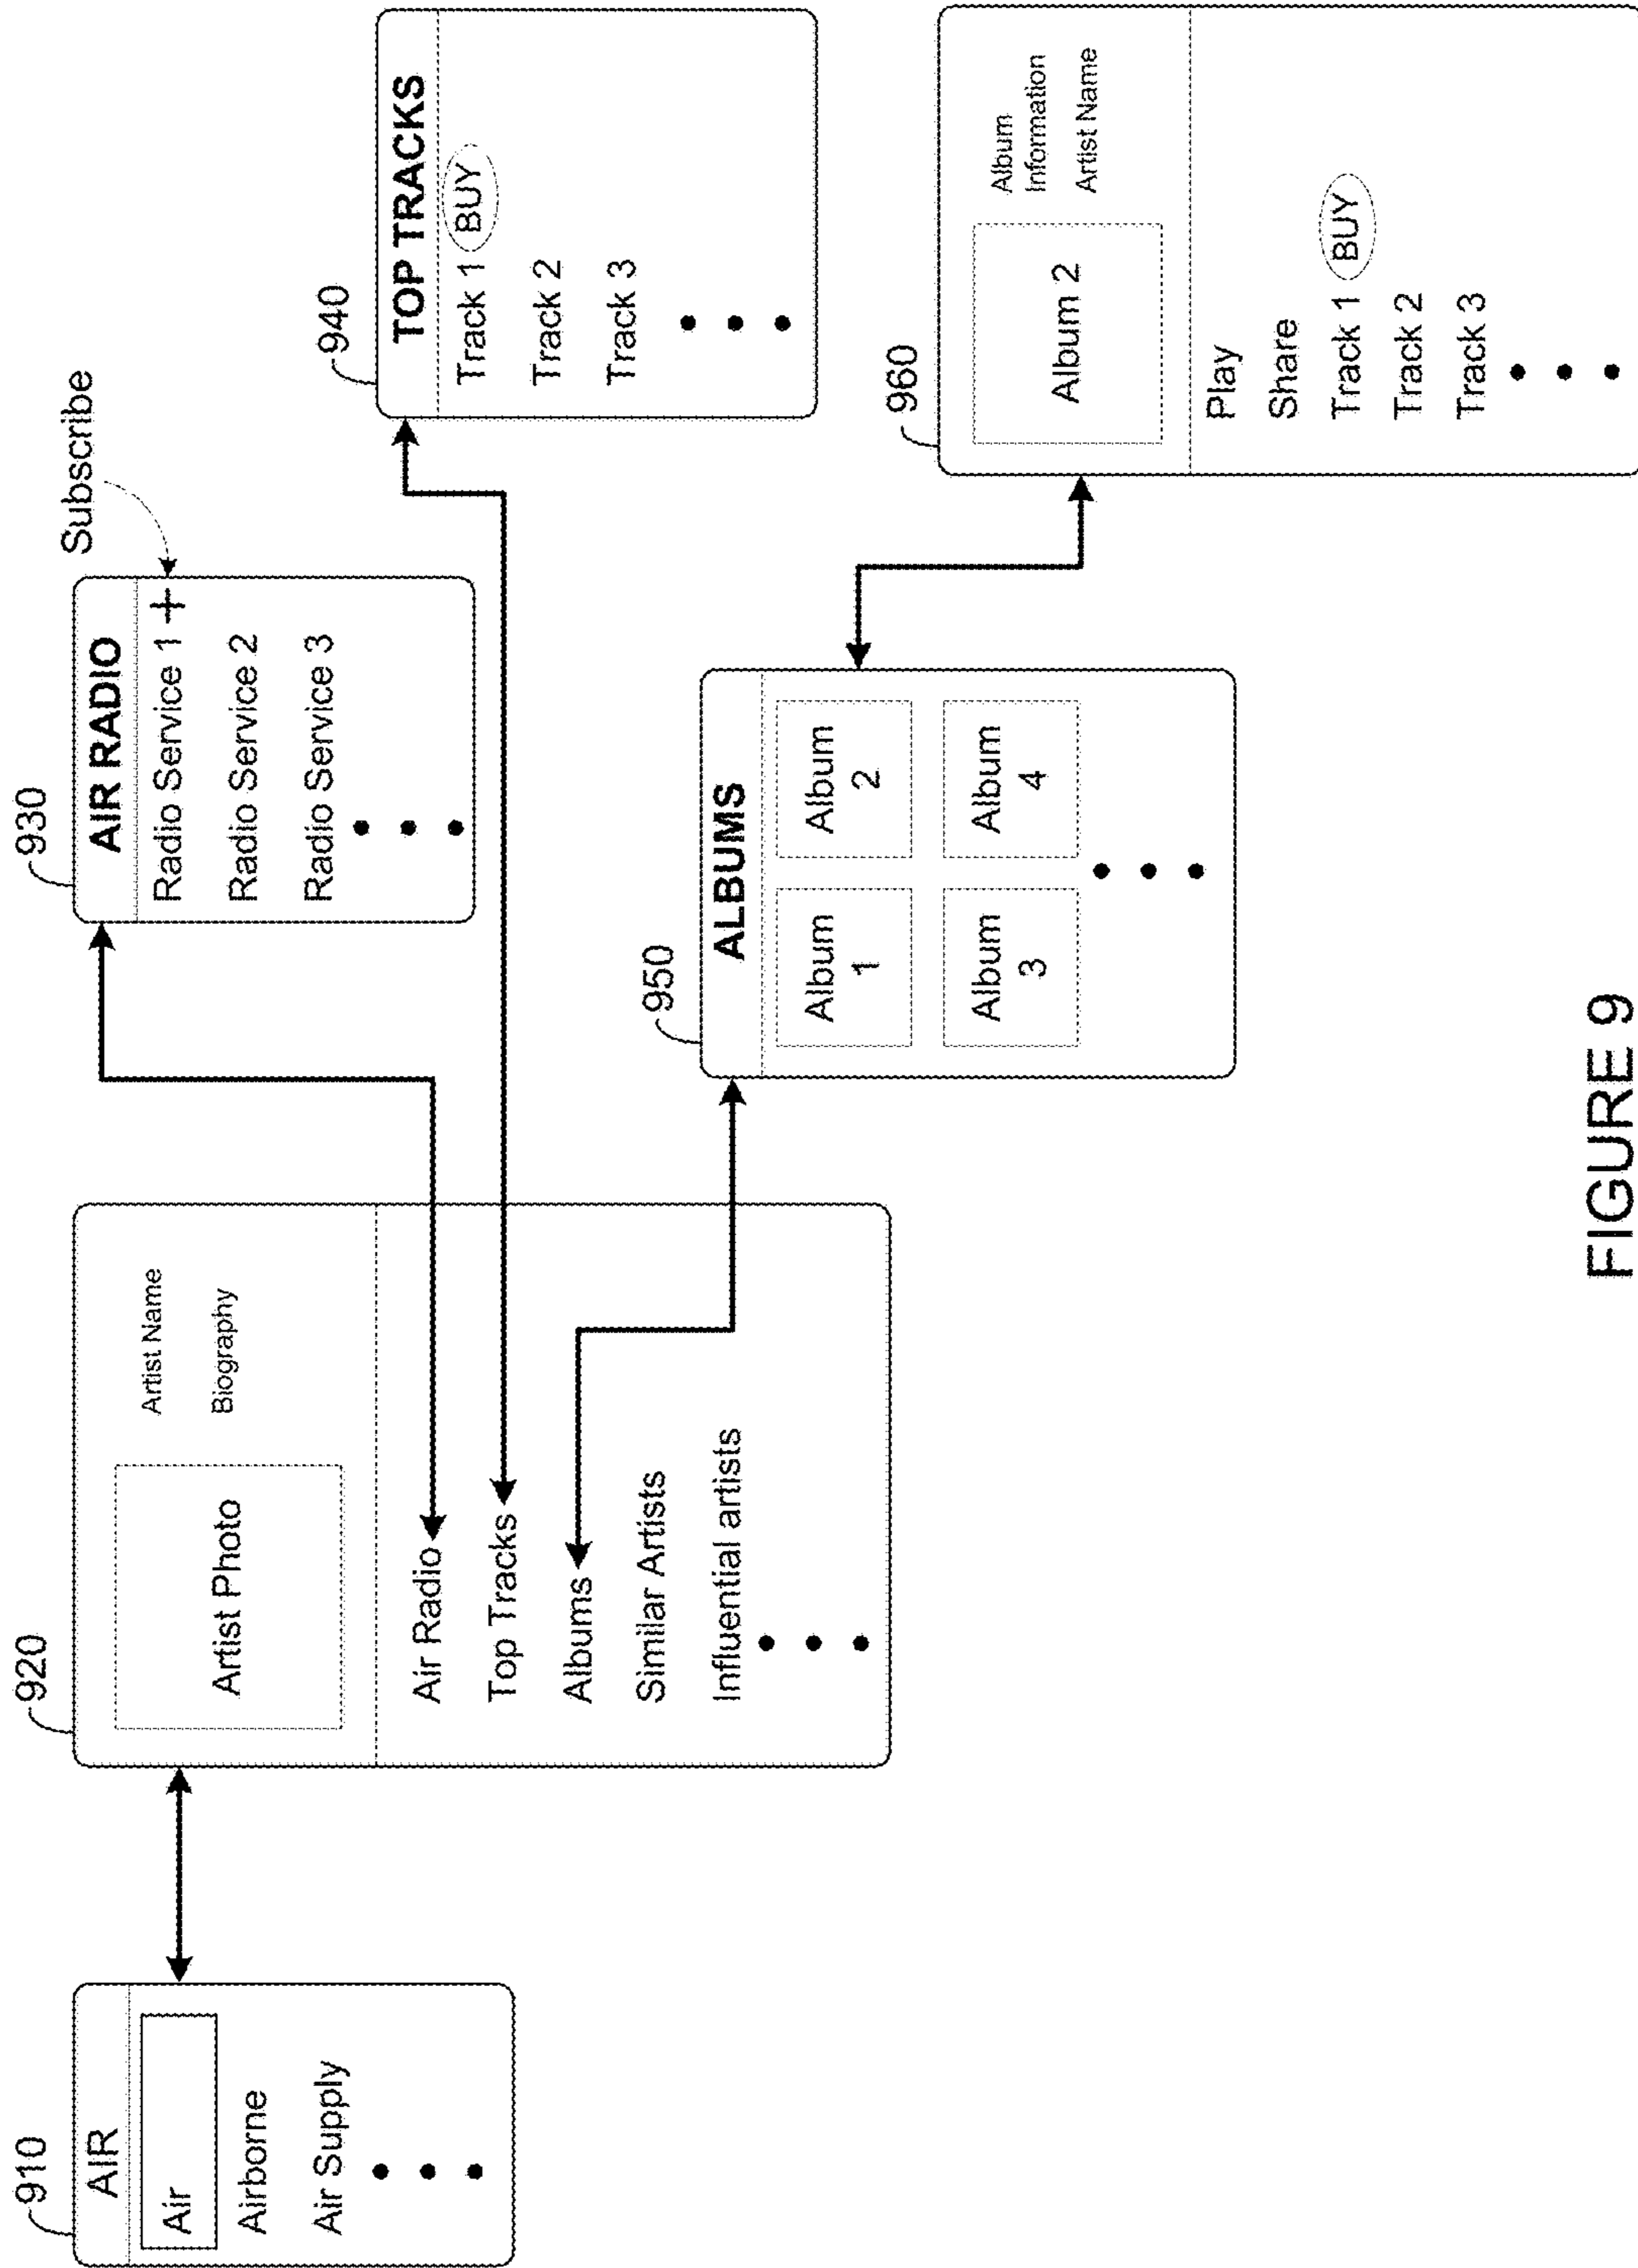 910
AIR
Air
Airborne
Air Supply
920
Artist Photo
Artist Name
Biography
Air Radio
Top Tracks
Albums
Similar Artists
Influential artists
930
AIR RADIO
Radio Service 1 +
Radio Service 2
Radio Service 3
Subscribe
940
TOP TRACKS
Track 1 BUY
Track 2
Track 3
950
ALBUMS
Album
1
Album
2
Album
3
Album
4
960
Album 2
Album
Information
Artist Name
Play
Share
Track 1 BUY
Track 2
Track 3
FIGURE 9